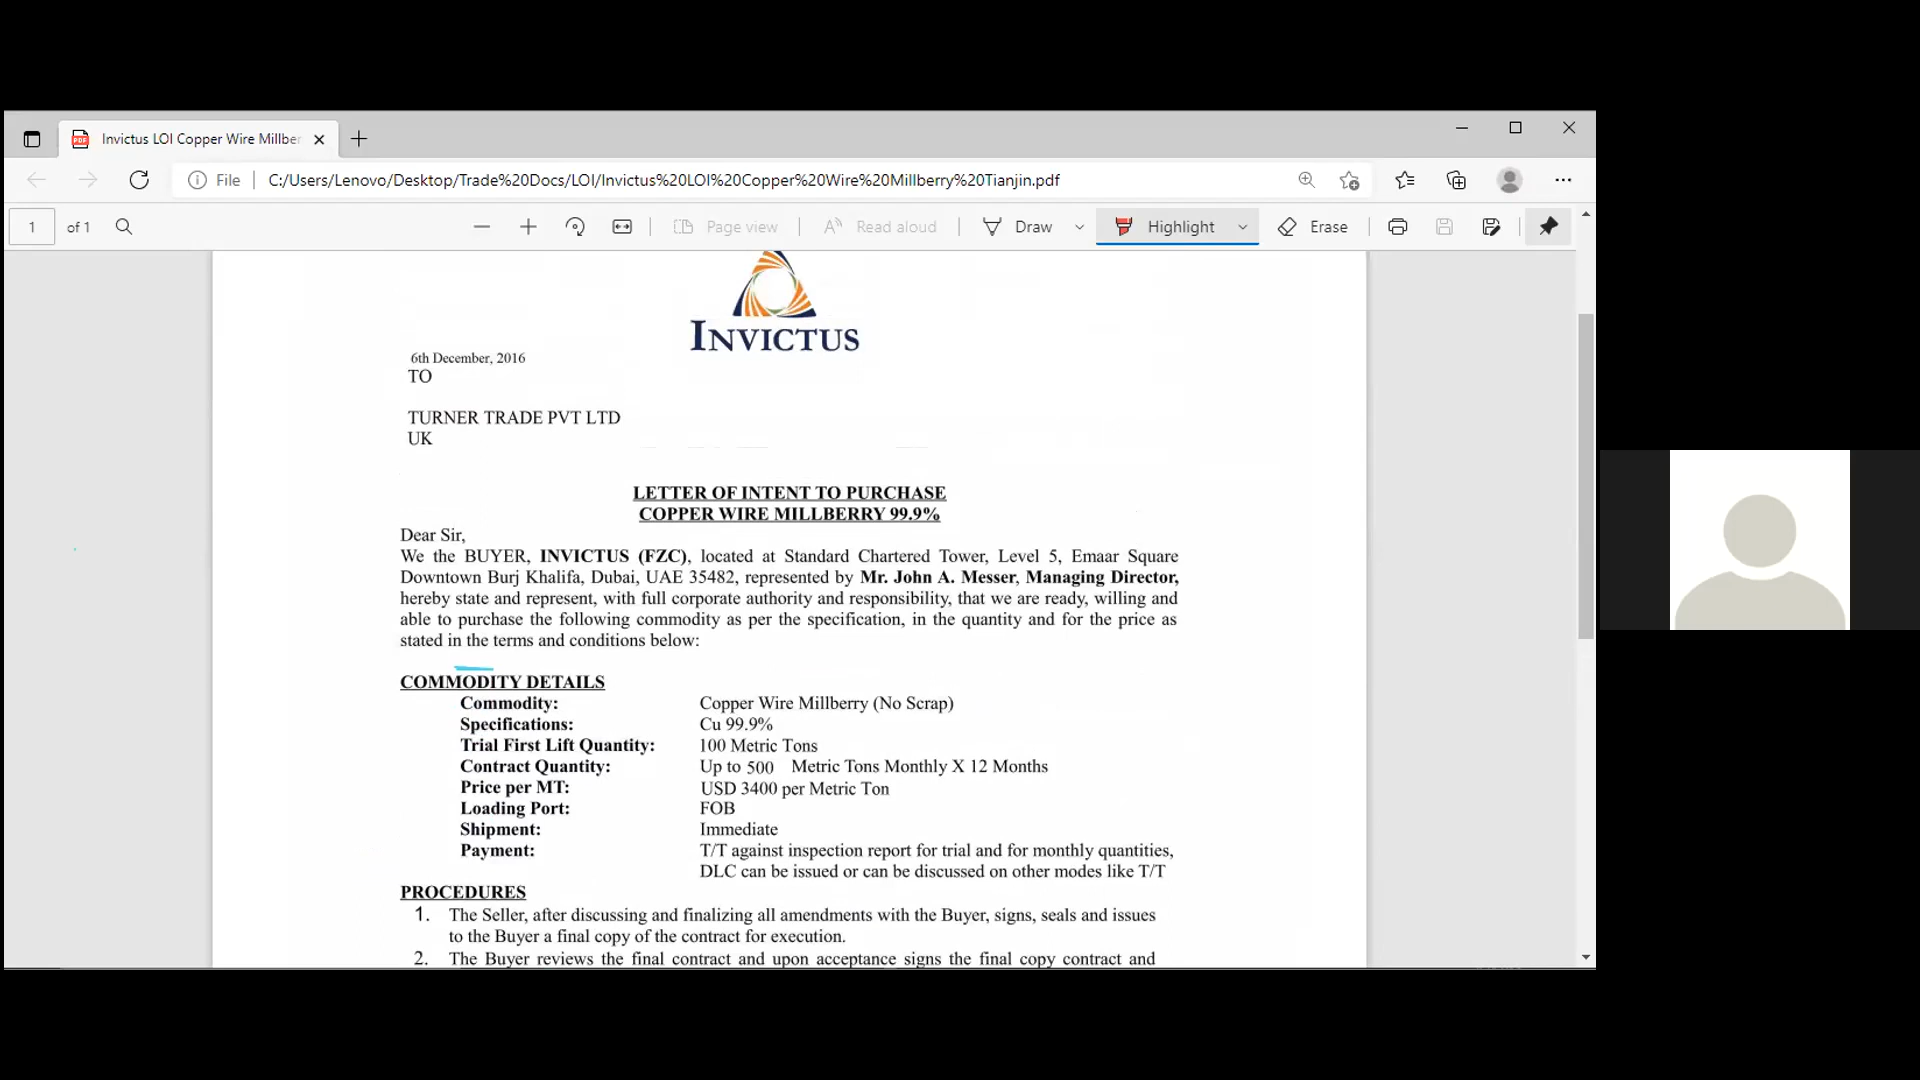 Invictus LOI Copper Wire Millber
File C:/Users/Lenovo/Desktop/Trade%20Docs/LOI/Invictus%20LOI%20Copper%20Wire%20Millberry%20Tianjin.pdf
1 of 1 Page view Read aloud Draw Highlight Erase
INVICTUS
6th December, 2016
TO
TURNER TRADE PVT LTD
UK
LETTER OF INTENT TO PURCHASE
COPPER WIRE MILLBERRY 99.9%
Dear Sir,
We the BUYER, INVICTUS (FZC), located at Standard Chartered Tower, Level 5, Emaar Square
Downtown Burj Khalifa, Dubai, UAE 35482, represented by Mr. John A. Messer, Managing Director,
hereby state and represent, with full corporate authority and responsibility, that we are ready, willing and
able to purchase the following commodity as per the specification, in the quantity and for the price as
stated in the terms and conditions below:
COMMODITY DETAILS
Commodity: Copper Wire Millberry (No Scrap)
Specifications: Cu 99.9%
Trial First Lift Quantity: 100 Metric Tons
Contract Quantity: Up to 500 Metric Tons Monthly X 12 Months
Price per MT: USD 3400 per Metric Ton
Loading Port: FOB
Shipment: Immediate
Payment: T/T against inspection report for trial and for monthly quantities,
DLC can be issued or can be discussed on other modes like T/T
PROCEDURES
1. The Seller, after discussing and finalizing all amendments with the Buyer, signs, seals and issues
to the Buyer a final copy of the contract for execution.
2. The Buyer reviews the final contract and upon acceptance signs the final copy contract and